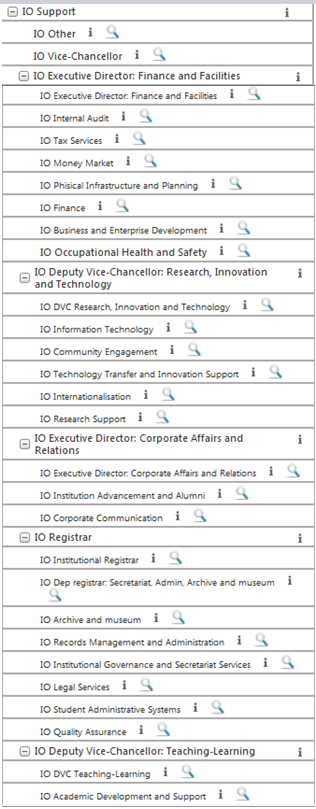 IO Support
IO Other
IO Vice-Chancellor
IO Executive Director: Finance and Facilities
IO Executive Director: Finance and Facilities
IO Internal Audit
IO Tax Services
IO Money Market
IO Phisical Infrastructure and Planning
IO Finance
IO Business and Enterprise Development
IO Occupational Health and Safety
IO Deputy Vice-Chancellor: Research, Innovation
and Technology
IO DVC Research, Innovation and Technology
IO Information Technology
IO Community Engagement
IO Technology Transfer and Innovation Support
IO Internationalisation
IO Research Support
IO Executive Director: Corporate Affairs and
Relations
IO Executive Director: Corporate Affairs and Relations
IO Institution Advancement and Alumni
IO Corporate Communication
IO Registrar
IO Institutional Registrar
IO Dep registrar: Secretariat, Admin, Archive and museum
IO Archive and museum
IO Records Management and Administration
IO Institutional Governance and Secretariat Services
IO Legal Services
IO Student Administrative Systems
IO Quality Assurance
IO Deputy Vice-Chancellor: Teaching-Learning
IO DVC Teaching-Learning
IO Academic Development and Support